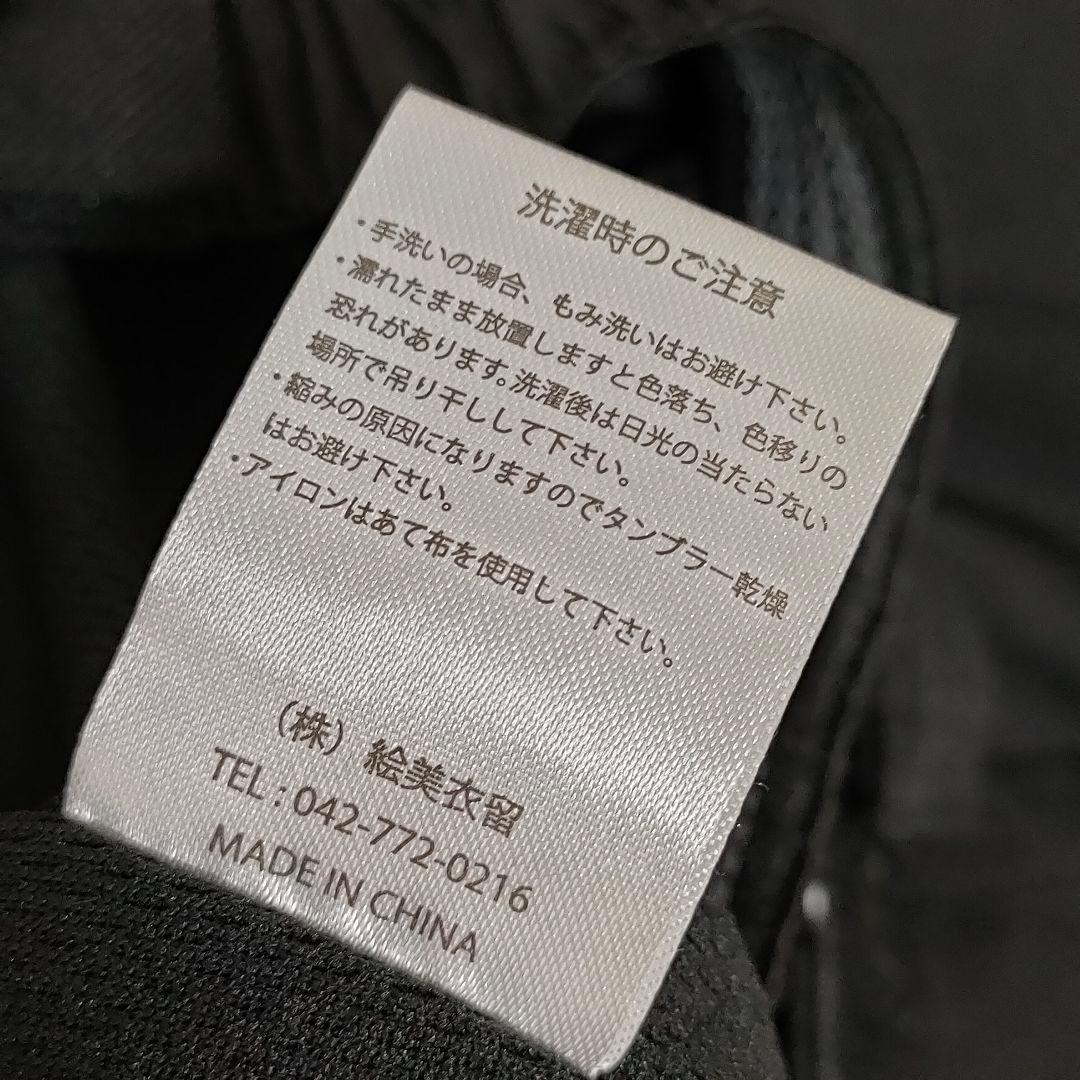 洗濯時のご注意
・手洗いの場合、もみ洗いはお避け下さい。
・濡れたまま放置しますと色落ち、色移りの
恐れがあります。洗濯後は日光の当たらない
場所で吊り干しして下さい。
・縮みの原因になりますのでタンブラー乾燥
はお避け下さい。
・アイロンはあて布を使用して下さい。
（株）絵美衣留
TEL : 042-772-0216
MADE IN CHINA